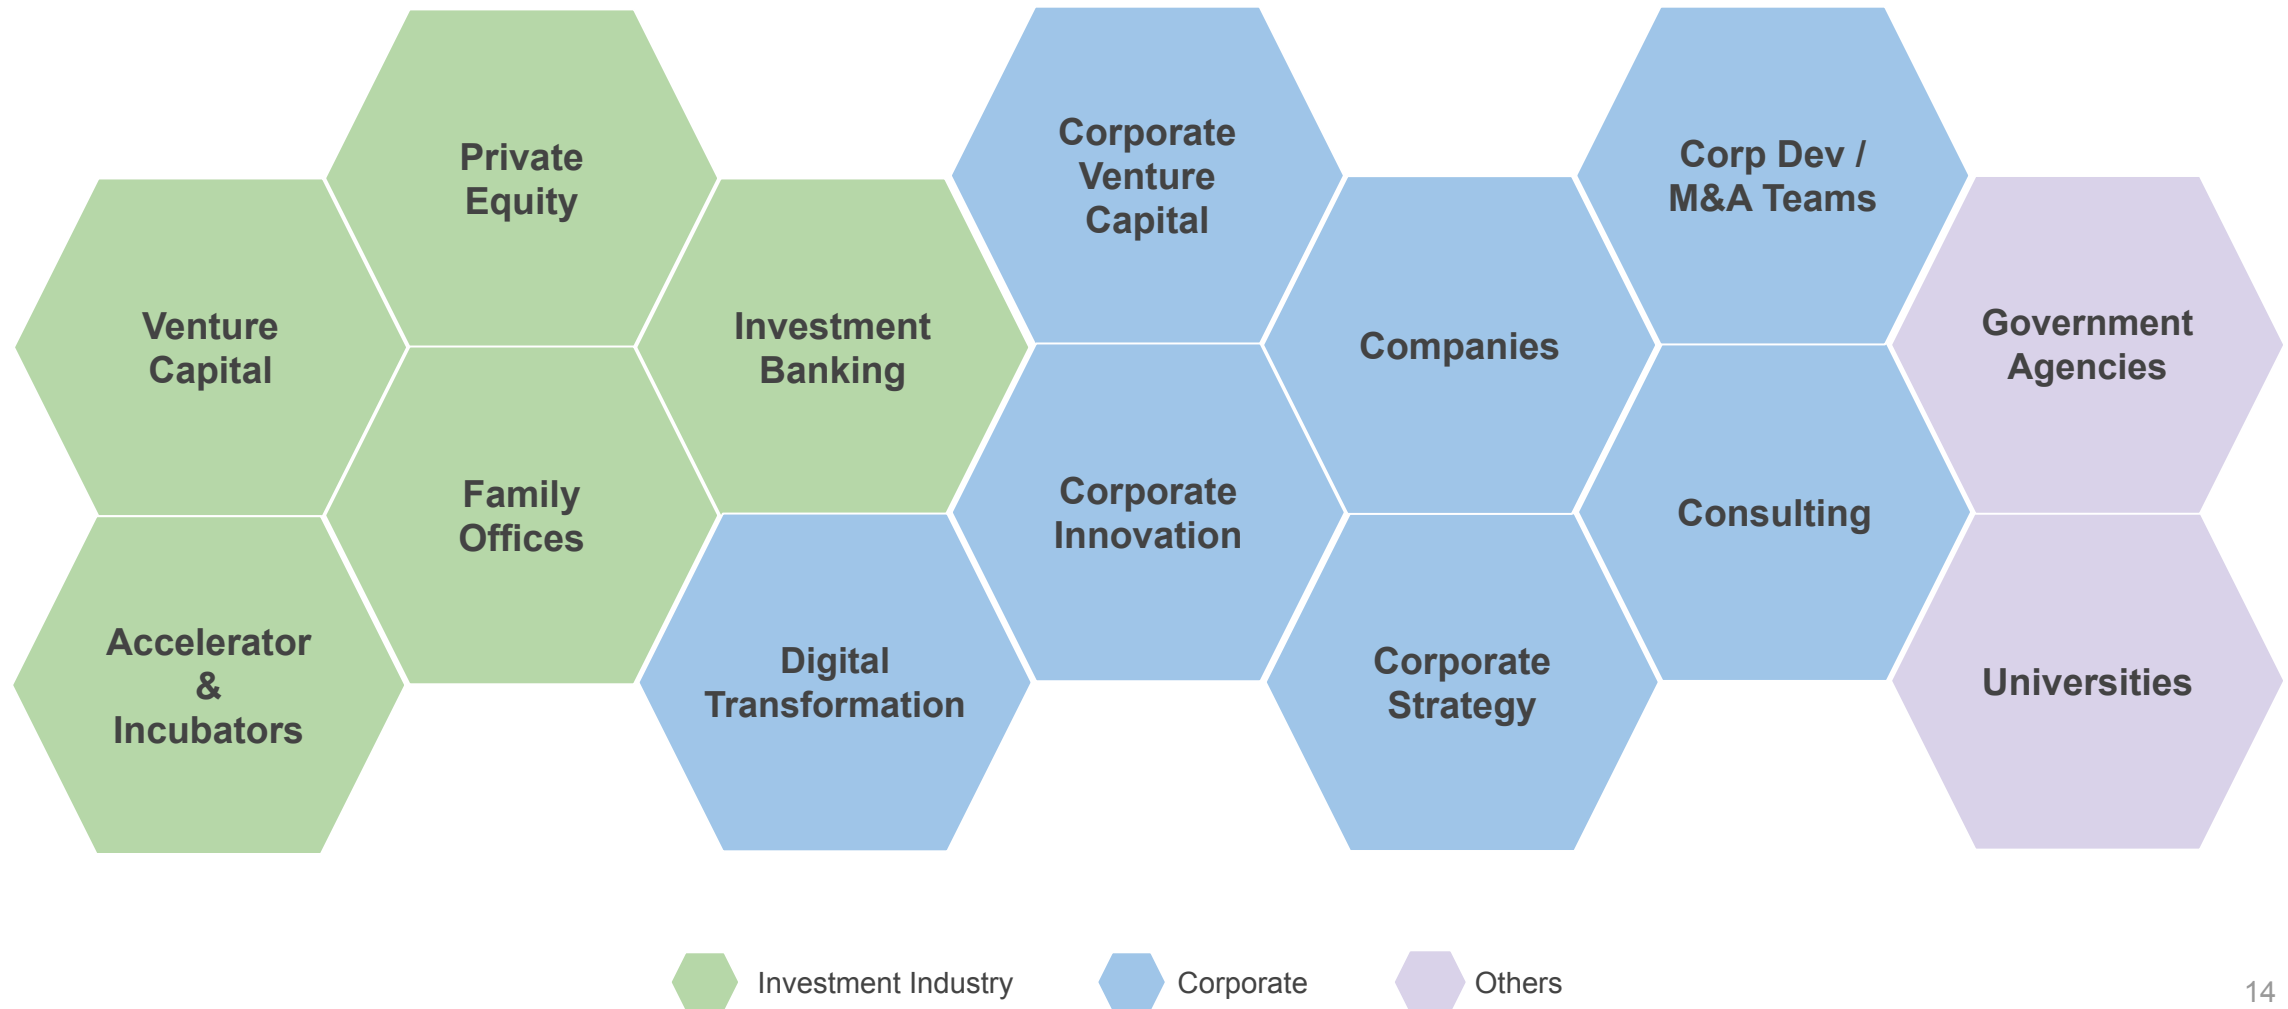 Private
Equity
Corporate
Venture
Capital
Corp Dev /
M&A Teams
Venture
Capital
Investment
Banking
Companies
Government
Agencies
Family
Offices
Corporate
Innovation
Consulting
Accelerator
&
Incubators
Digital
Transformation
Corporate
Strategy
Universities
Investment Industry
Corporate
Others
14